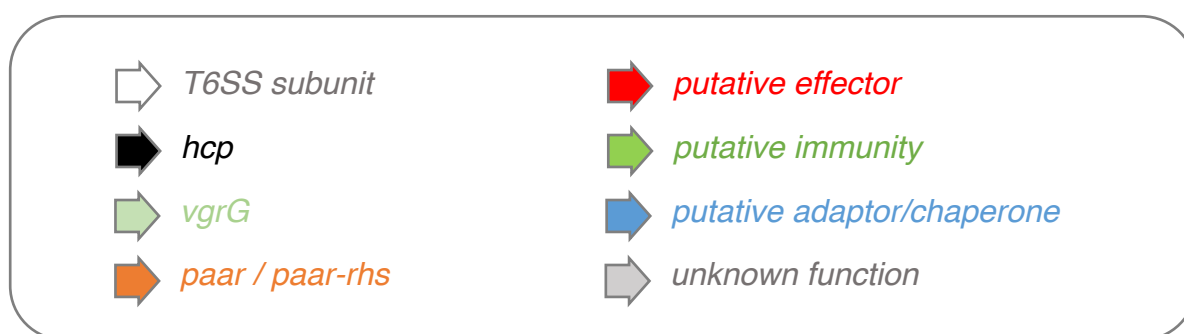 T6SS subunit
hcp
vgrG
paar / paar-rhs
putative effector
putative immunity
putative adaptor/chaperone
unknown function